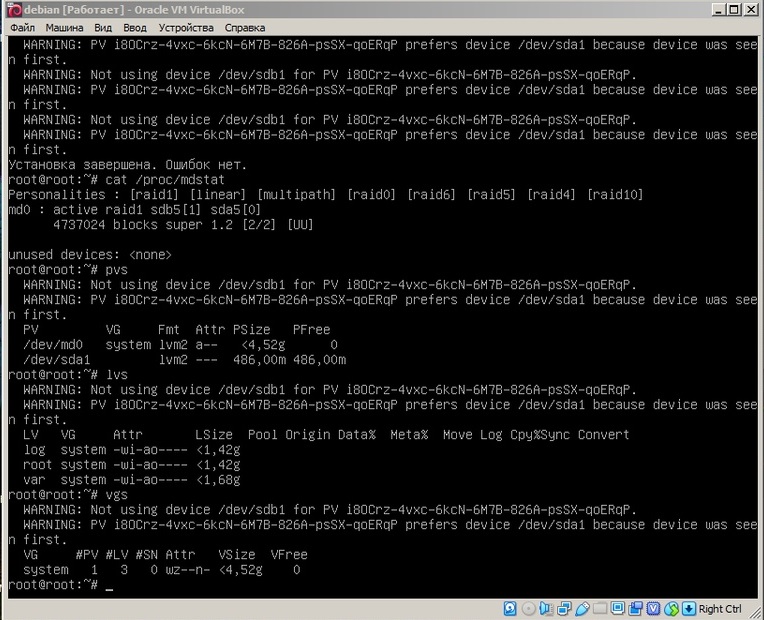 debian [Работает] - Oracle VM VirtualBox
Файл Машина Вид Ввод Устройства Справка
WARNING: PV i8OCrz-4vxc-6kcN-6M7B-826A-psSX-qoERqP prefers device /dev/sda1 because device was see
n first.
WARNING: Not using device /dev/sdb1 for PV i8OCrz-4vxc-6kcN-6M7B-826A-psSX-qoERqP.
WARNING: PV i8OCrz-4vxc-6kcN-6M7B-826A-psSX-qoERqP prefers device /dev/sda1 because device was see
n first.
WARNING: Not using device /dev/sdb1 for PV i8OCrz-4vxc-6kcN-6M7B-826A-psSX-qoERqP.
WARNING: PV i8OCrz-4vxc-6kcN-6M7B-826A-psSX-qoERqP prefers device /dev/sda1 because device was see
n first.
Установка завершена. Ошибок нет.
root@root:~# cat /proc/mdstat
Personalities : [raid1] [linear] [multipath] [raid0] [raid6] [raid5] [raid4] [raid10]
md0 : active raid1 sdb5[1] sda5[0]
4737024 blocks super 1.2 [2/2] [UU]
unused devices: <none>
root@root:~# pvs
WARNING: Not using device /dev/sdb1 for PV i8OCrz-4vxc-6kcN-6M7B-826A-psSX-qoERqP.
WARNING: PV i8OCrz-4vxc-6kcN-6M7B-826A-psSX-qoERqP prefers device /dev/sda1 because device was see
n first.
PV VG Fmt Attr PSize PFree
/dev/md0 system lvm2 a-- <4,52g 0
/dev/sda1 lvm2 --- 486,00m 486,00m
root@root:~# lvs
WARNING: Not using device /dev/sdb1 for PV i8OCrz-4vxc-6kcN-6M7B-826A-psSX-qoERqP.
WARNING: PV i8OCrz-4vxc-6kcN-6M7B-826A-psSX-qoERqP prefers device /dev/sda1 because device was see
n first.
LV VG Attr LSize Pool Origin Data% Meta% Move Log Cpy%Sync Convert
log system -wi-ao---- <1,42g
root system -wi-ao---- <1,42g
var system -wi-ao---- <1,68g
root@root:~# vgs
WARNING: Not using device /dev/sdb1 for PV i8OCrz-4vxc-6kcN-6M7B-826A-psSX-qoERqP.
WARNING: PV i8OCrz-4vxc-6kcN-6M7B-826A-psSX-qoERqP prefers device /dev/sda1 because device was see
n first.
VG #PV #LV #SN Attr VSize VFree
system 1 3 0 wz--n- <4,52g 0
root@root:~# _
Right Ctrl